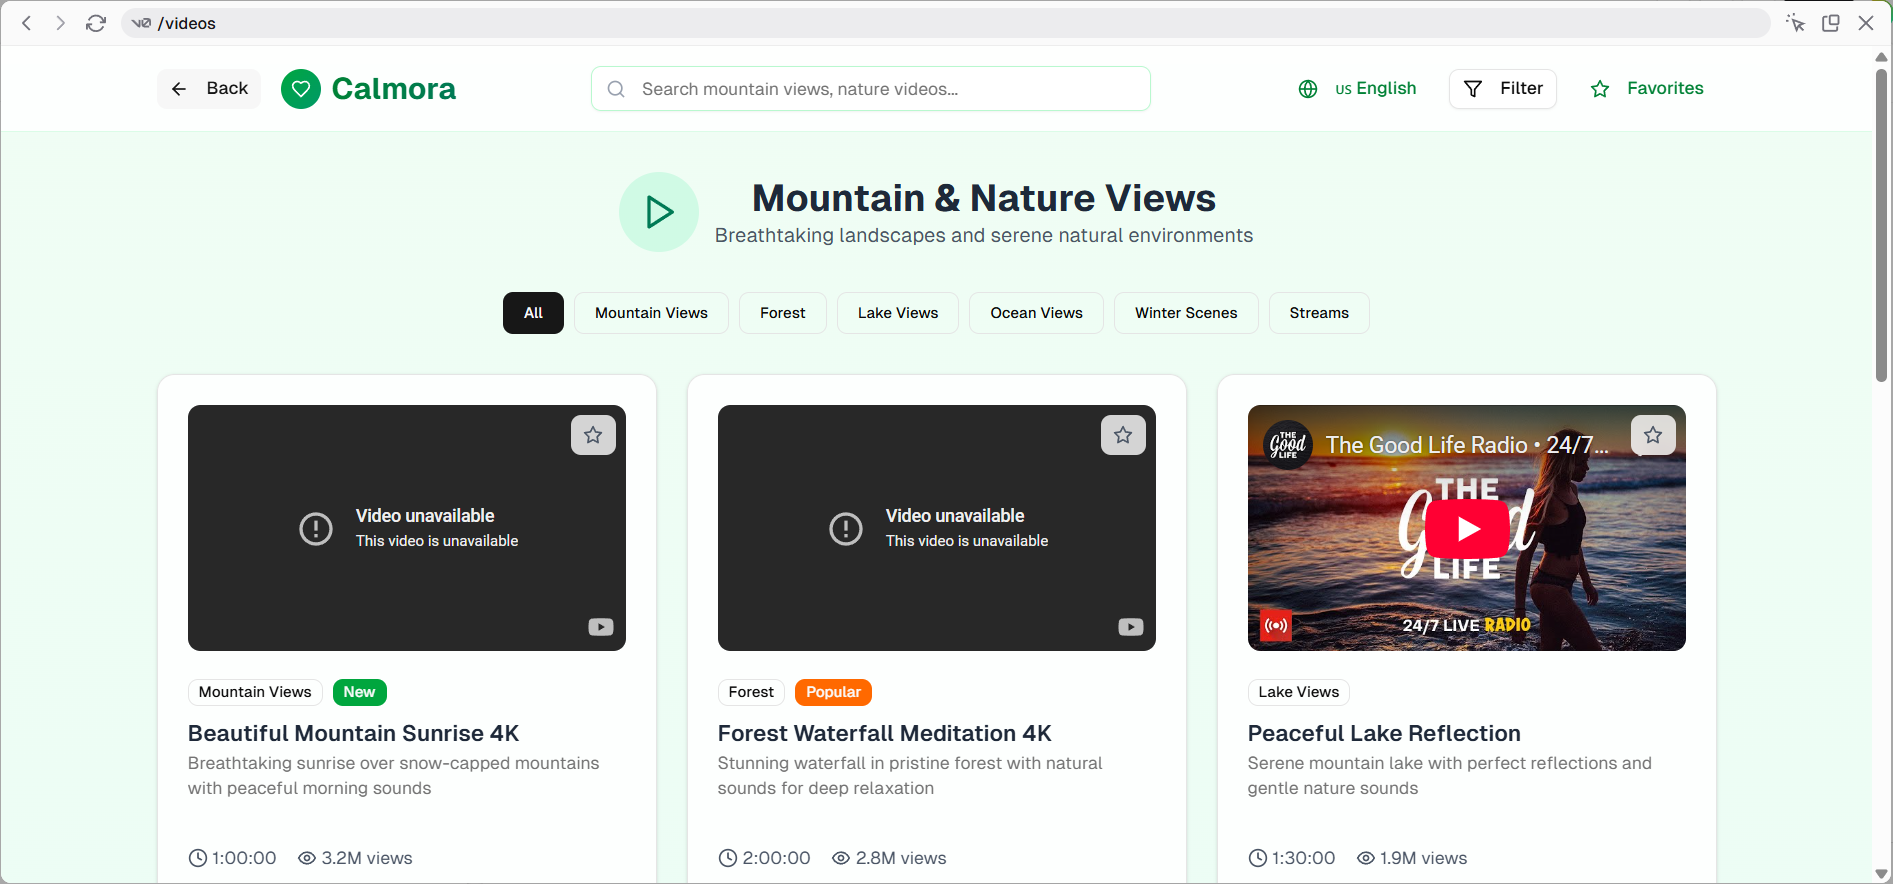 /videos
Back
Calmora
Search mountain views, nature videos...
US English
Filter
Favorites
Mountain & Nature Views
Breathtaking landscapes and serene natural environments
All
Mountain Views
Forest
Lake Views
Ocean Views
Winter Scenes
Streams
Video unavailable
This video is unavailable
Mountain Views
New
Beautiful Mountain Sunrise 4K
Breathtaking sunrise over snow-capped mountains
with peaceful morning sounds
1:00:00
3.2M views
Video unavailable
This video is unavailable
Forest
Popular
Forest Waterfall Meditation 4K
Stunning waterfall in pristine forest with natural
sounds for deep relaxation
2:00:00
2.8M views
THE
Good
LIFE
The Good Life Radio • 24/7...
THE
Good
LIFE
24/7 LIVE RADIO
Lake Views
Peaceful Lake Reflection
Serene mountain lake with perfect reflections and
gentle nature sounds
1:30:00
1.9M views